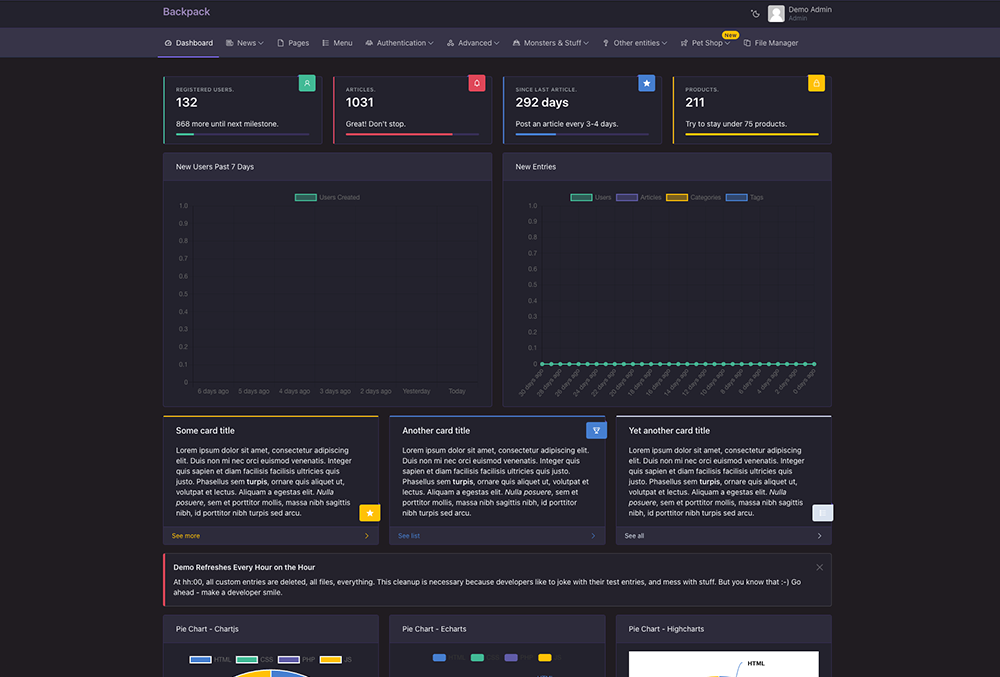 Backpack
Demo Admin
Admin
Dashboard News Pages Menu Authentication Advanced Monsters & Stuff Other entities Pet Shop New File Manager
REGISTERED USERS.
132
868 more until next milestone.
ARTICLES.
1031
Great! Don't stop.
SINCE LAST ARTICLE.
292 days
Post an article every 3-4 days.
PRODUCTS.
211
Try to stay under 75 products.
New Users Past 7 Days
Users Created
1.0
0.9
0.8
0.7
0.6
0.5
0.4
0.3
0.2
0.1
0
6 days ago 5 days ago 4 days ago 3 days ago 2 days ago Yesterday Today
New Entries
Users Articles Categories Tags
1.0
0.9
0.8
0.7
0.6
0.5
0.4
0.3
0.2
0.1
0
30 days ago 28 days ago 26 days ago 24 days ago 22 days ago 20 days ago 18 days ago 16 days ago 14 days ago 12 days ago 10 days ago 8 days ago 6 days ago 4 days ago 2 days ago 0 days ago
Some card title
Lorem ipsum dolor sit amet, consectetur adipiscing
elit. Duis non mi nec orci euismod venenatis. Integer
quis sapien et diam facilisis facilisis ultricies quis
justo. Phasellus sem turpis, ornare quis aliquet ut,
volutpat et lectus. Aliquam a egestas elit. Nulla
posuere, sem et porttitor mollis, massa nibh sagittis
nibh, id porttitor nibh turpis sed arcu.
See more
Another card title
Lorem ipsum dolor sit amet, consectetur adipiscing
elit. Duis non mi nec orci euismod venenatis. Integer
quis sapien et diam facilisis facilisis ultricies quis
justo. Phasellus sem turpis, ornare quis aliquet ut,
volutpat et lectus. Aliquam a egestas elit. Nulla
posuere, sem et porttitor mollis, massa nibh sagittis
nibh, id porttitor nibh turpis sed arcu.
See list
Yet another card title
Lorem ipsum dolor sit amet, consectetur adipiscing
elit. Duis non mi nec orci euismod venenatis. Integer
quis sapien et diam facilisis facilisis ultricies quis
justo. Phasellus sem turpis, ornare quis aliquet ut,
volutpat et lectus. Aliquam a egestas elit. Nulla
posuere, sem et porttitor mollis, massa nibh sagittis
nibh, id porttitor nibh turpis sed arcu.
See all
Demo Refreshes Every Hour on the Hour
At hh:00, all custom entries are deleted, all files, everything. This cleanup is necessary because developers like to joke with their test entries, and mess with stuff. But you know that :-) Go
ahead - make a developer smile.
Pie Chart - Chartjs
HTML CSS PHP JS
Pie Chart - Echarts
Pie Chart - Highcharts
HTML